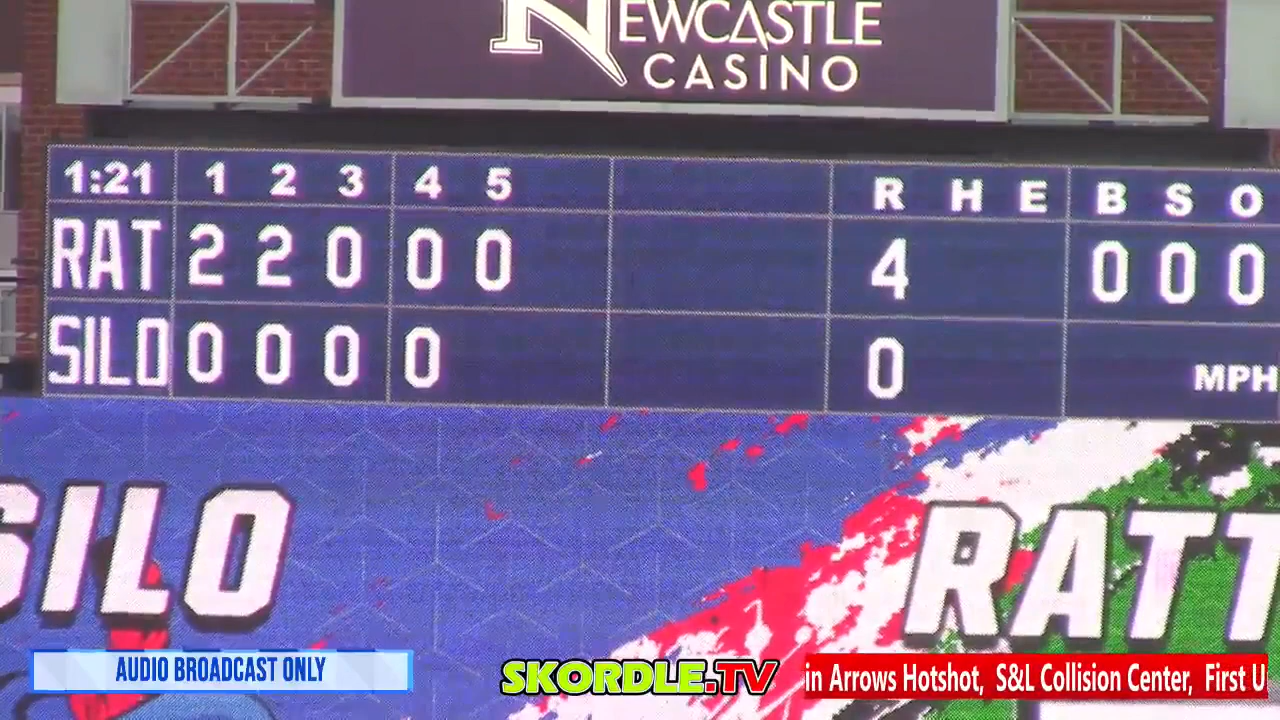 NEWCASTLE
CASINO
1:21 1 2 3 4 5 R H E B S O
RAT 2 2 0 0 0 4 0 0 0
SILO 0 0 0 0 0
MPH
SILO RATT
AUDIO BROADCAST ONLY
SKORDLE.TV
in Arrows Hotshot, S&L Collision Center, First U